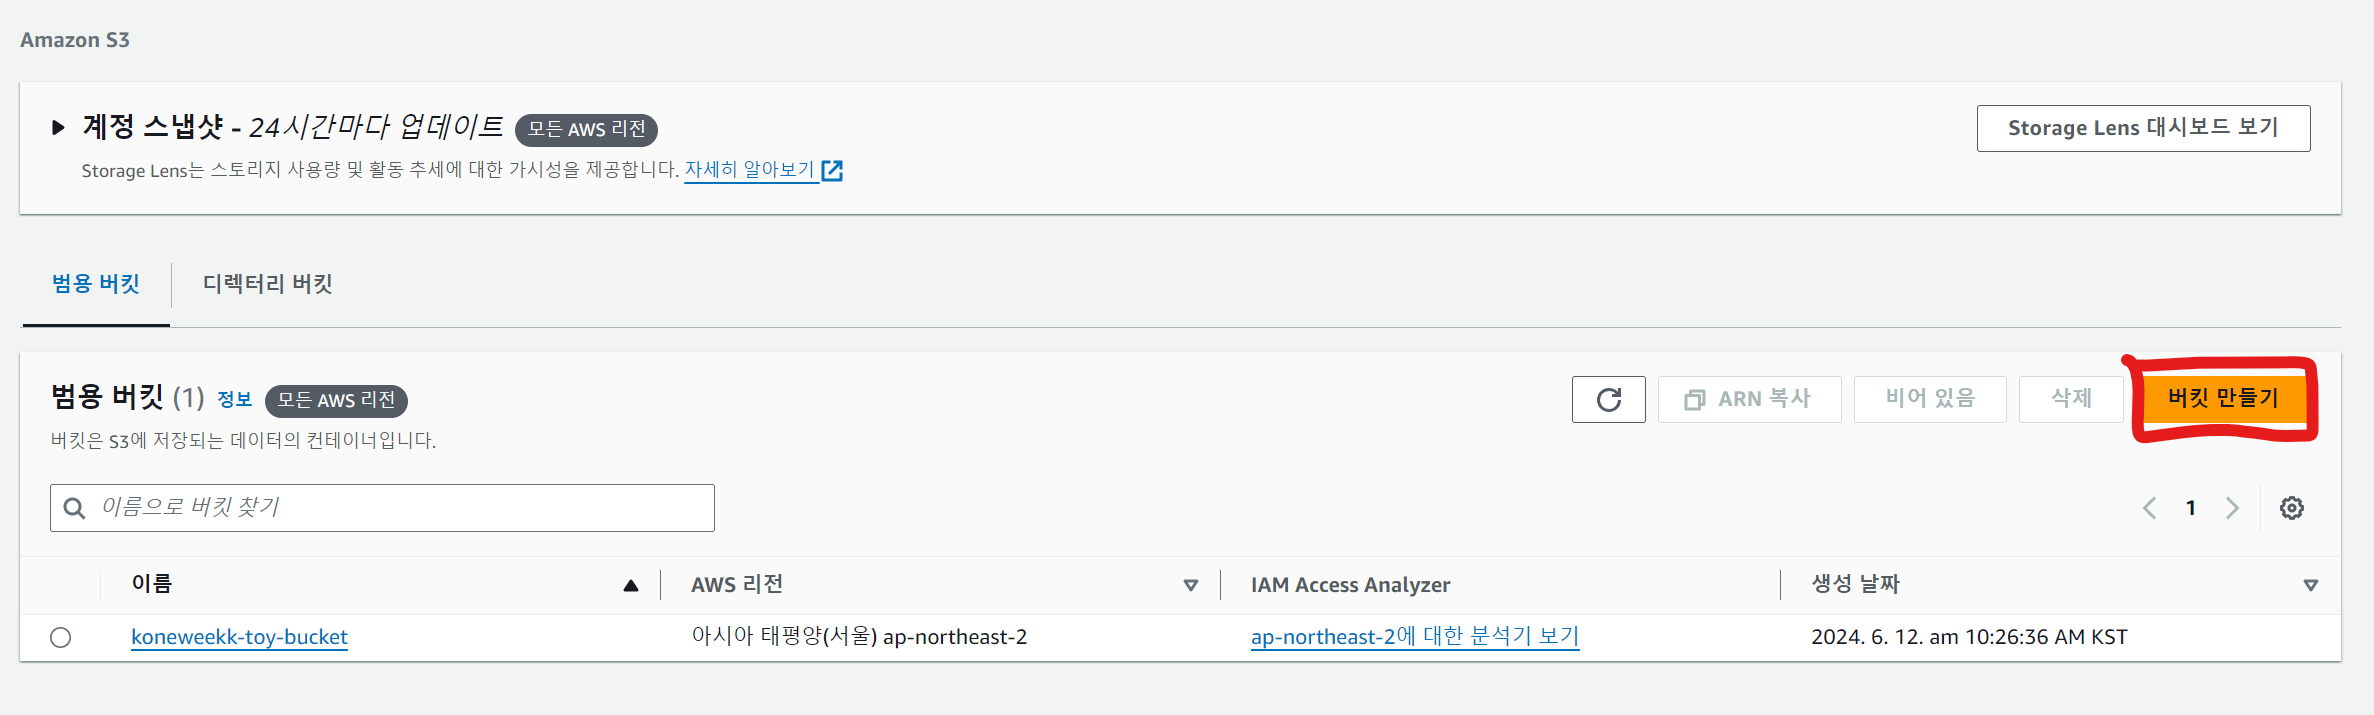 Amazon S3
계정 스냅샷 - 24시간마다 업데이트 모든 AWS 리전
Storage Lens 대시보드 보기
Storage Lens는 스토리지 사용량 및 활동 추세에 대한 가시성을 제공합니다. 자세히 알아보기
범용 버킷 디렉터리 버킷
범용 버킷 (1) 정보 모든 AWS 리전
ARN 복사 비어 있음 삭제 버킷 만들기
버킷은 S3에 저장되는 데이터의 컨테이너입니다.
이름으로 버킷 찾기
1
이름 AWS 리전 IAM Access Analyzer 생성 날짜
koneweekk-toy-bucket 아시아 태평양(서울) ap-northeast-2 ap-northeast-2에 대한 분석기 보기 2024. 6. 12. am 10:26:36 AM KST